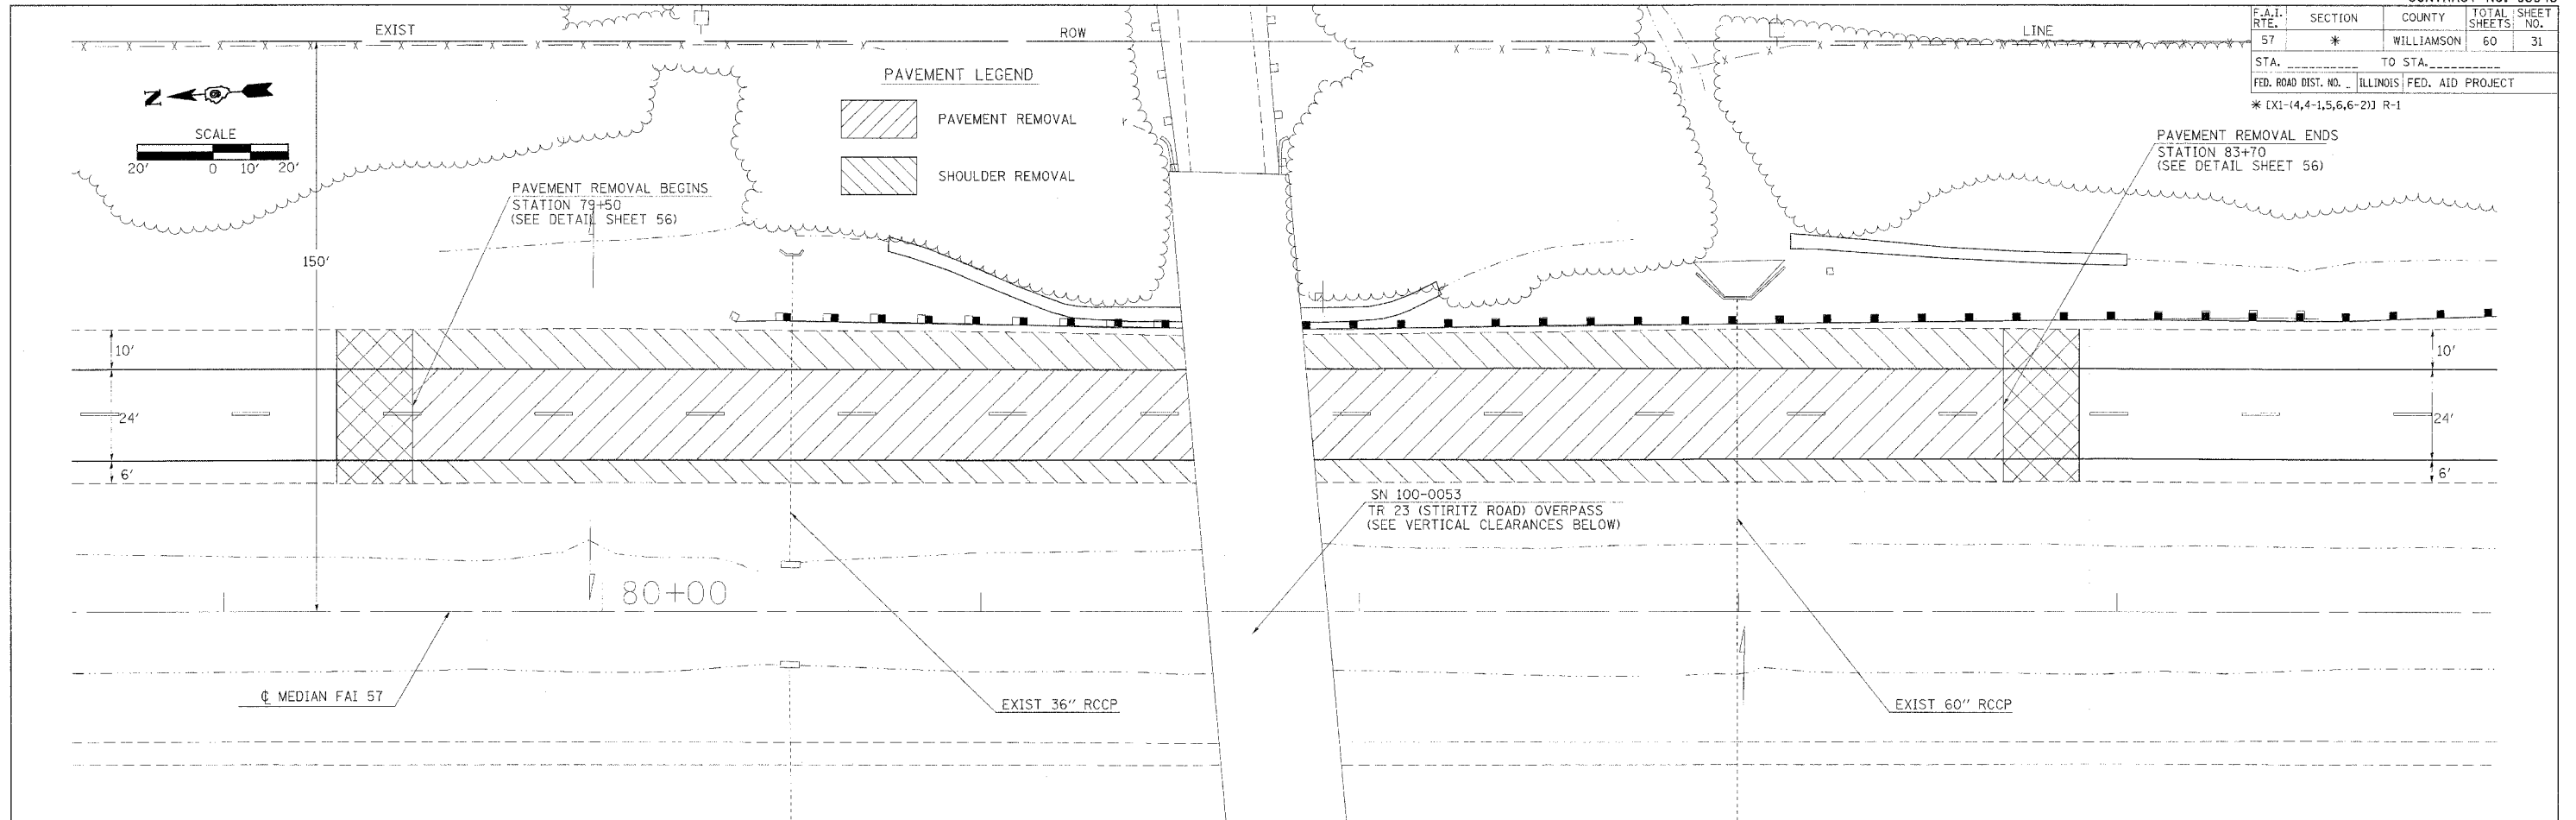 F.A.I. RTE. SECTION COUNTY TOTAL SHEETS SHEET NO.
57 * WILLIAMSON 60 31
STA. __________ TO STA. __________
FED. ROAD DIST. NO. _ ILLINOIS FED. AID PROJECT
* [X1-(4,4-1,5,6,6-2)] R-1
EXIST
ROW
LINE
N
SCALE
20' 0 10' 20'
PAVEMENT LEGEND
PAVEMENT REMOVAL
SHOULDER REMOVAL
PAVEMENT REMOVAL BEGINS
STATION 79+50
(SEE DETAIL SHEET 56)
PAVEMENT REMOVAL ENDS
STATION 83+70
(SEE DETAIL SHEET 56)
150'
10'
24'
6'
10'
24'
6'
SN 100-0053
TR 23 (STIRITZ ROAD) OVERPASS
(SEE VERTICAL CLEARANCES BELOW)
80+00
℄ MEDIAN FAI 57
EXIST 36" RCCP
EXIST 60" RCCP